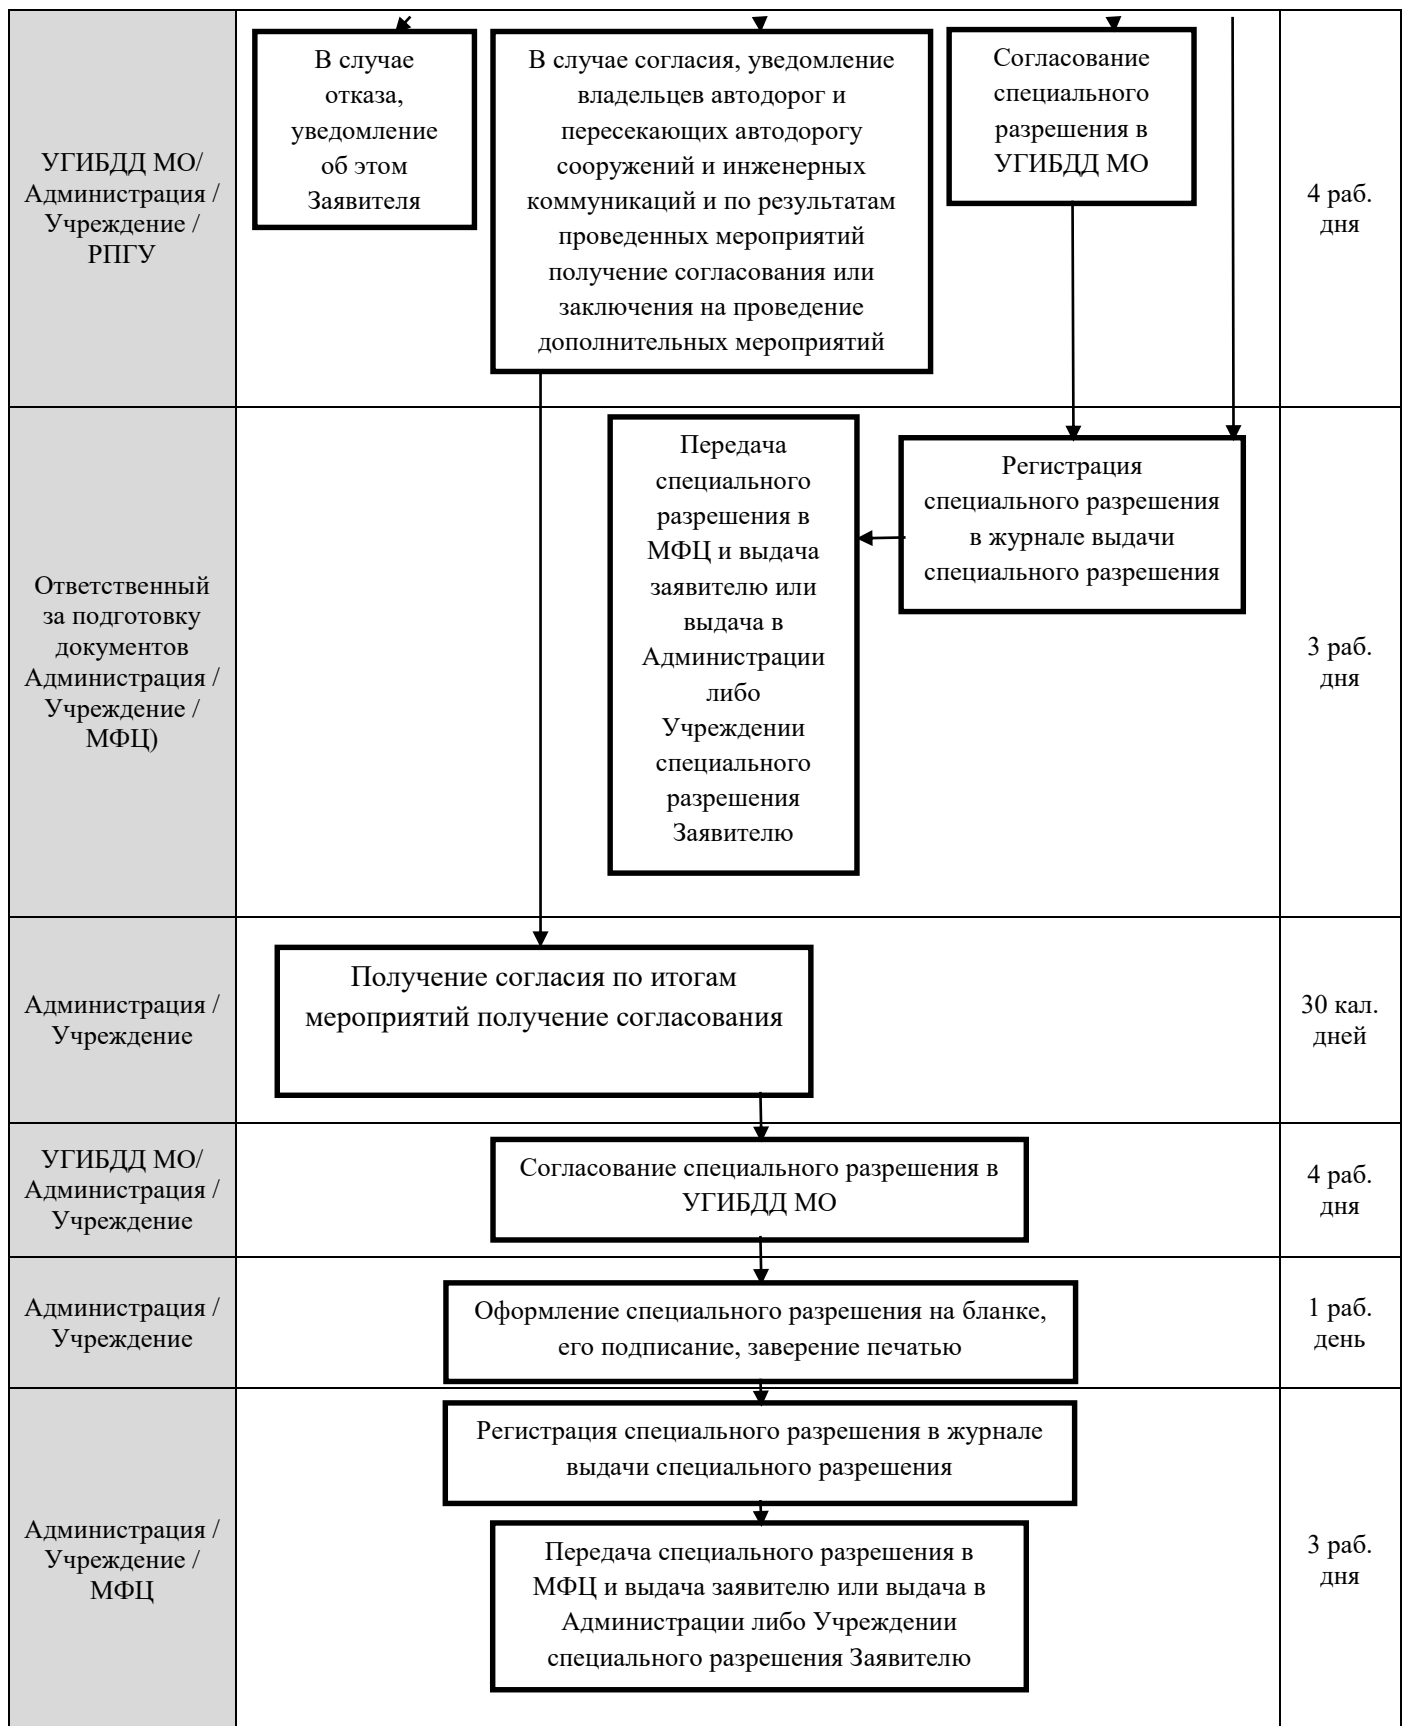 УГИБДД МО/
Администрация /
Учреждение /
РПГУ
В случае
отказа,
уведомление
об этом
Заявителя
В случае согласия, уведомление
владельцев автодорог и
пересекающих автодорогу
сооружений и инженерных
коммуникаций и по результатам
проведенных мероприятий
получение согласования или
заключения на проведение
дополнительных мероприятий
Согласование
специального
разрешения в
УГИБДД МО
4 раб.
дня
Ответственный
за подготовку
документов
Администрация /
Учреждение /
МФЦ)
Передача
специального
разрешения в
МФЦ и выдача
заявителю или
выдача в
Администрации
либо
Учреждении
специального
разрешения
Заявителю
Регистрация
специального разрешения
в журнале выдачи
специального разрешения
3 раб.
дня
Администрация /
Учреждение
Получение согласия по итогам
мероприятий получение согласования
30 кал.
дней
УГИБДД МО/
Администрация /
Учреждение
Согласование специального разрешения в
УГИБДД МО
4 раб.
дня
Администрация /
Учреждение
Оформление специального разрешения на бланке,
его подписание, заверение печатью
1 раб.
день
Администрация /
Учреждение /
МФЦ
Регистрация специального разрешения в журнале
выдачи специального разрешения
Передача специального разрешения в
МФЦ и выдача заявителю или выдача в
Администрации либо Учреждении
специального разрешения Заявителю
3 раб.
дня